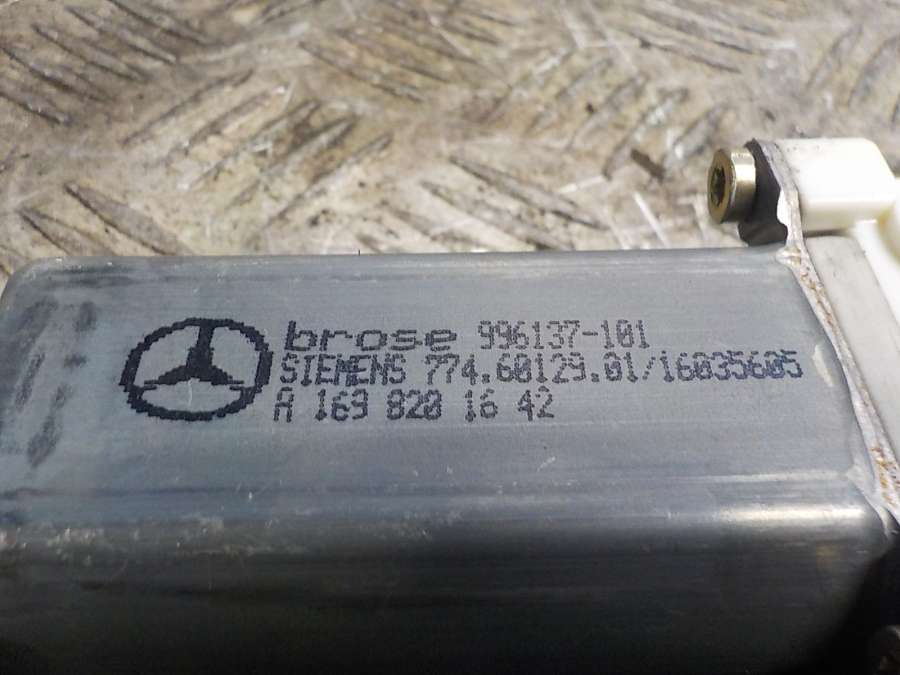 brose 996137-101
SIEMENS 774.60129.01/16035605
A 169 820 16 42